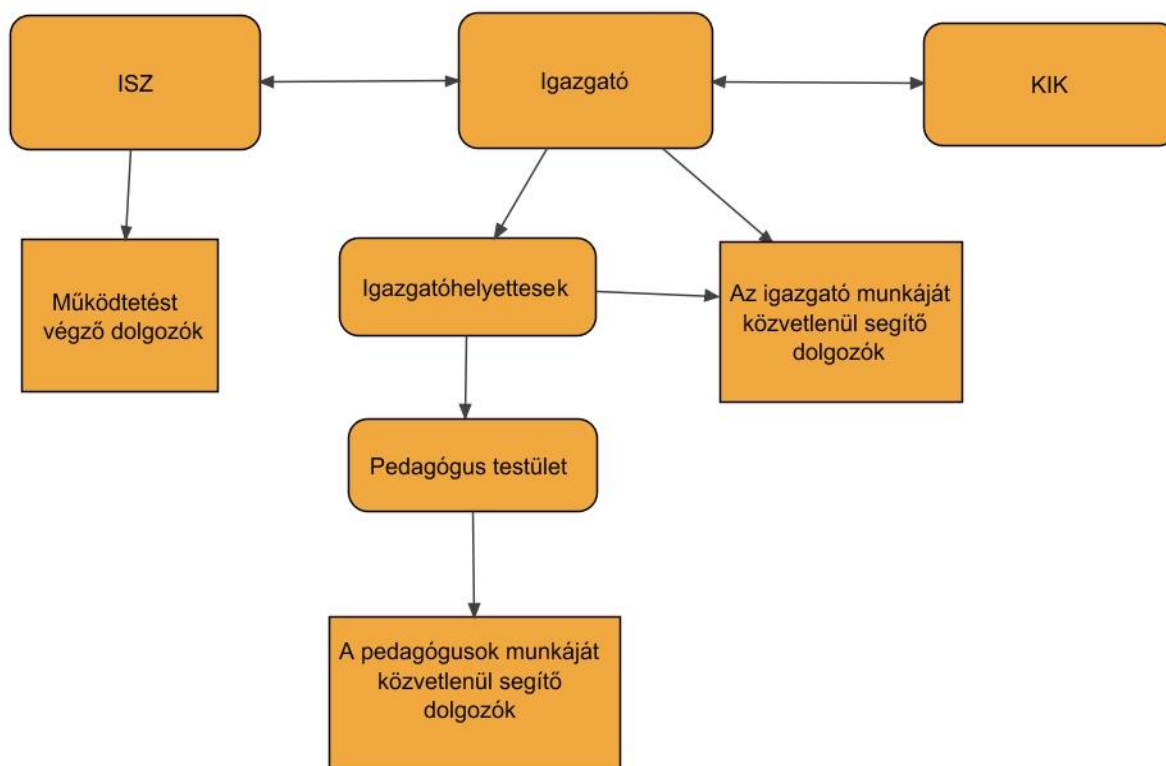 ISZ
Igazgató
KIK
Működtetést
végző dolgozók
Igazgatóhelyettesek
Az igazgató munkáját
közvetlenül segítő
dolgozók
Pedagógus testület
A pedagógusok munkáját
közvetlenül segítő
dolgozók